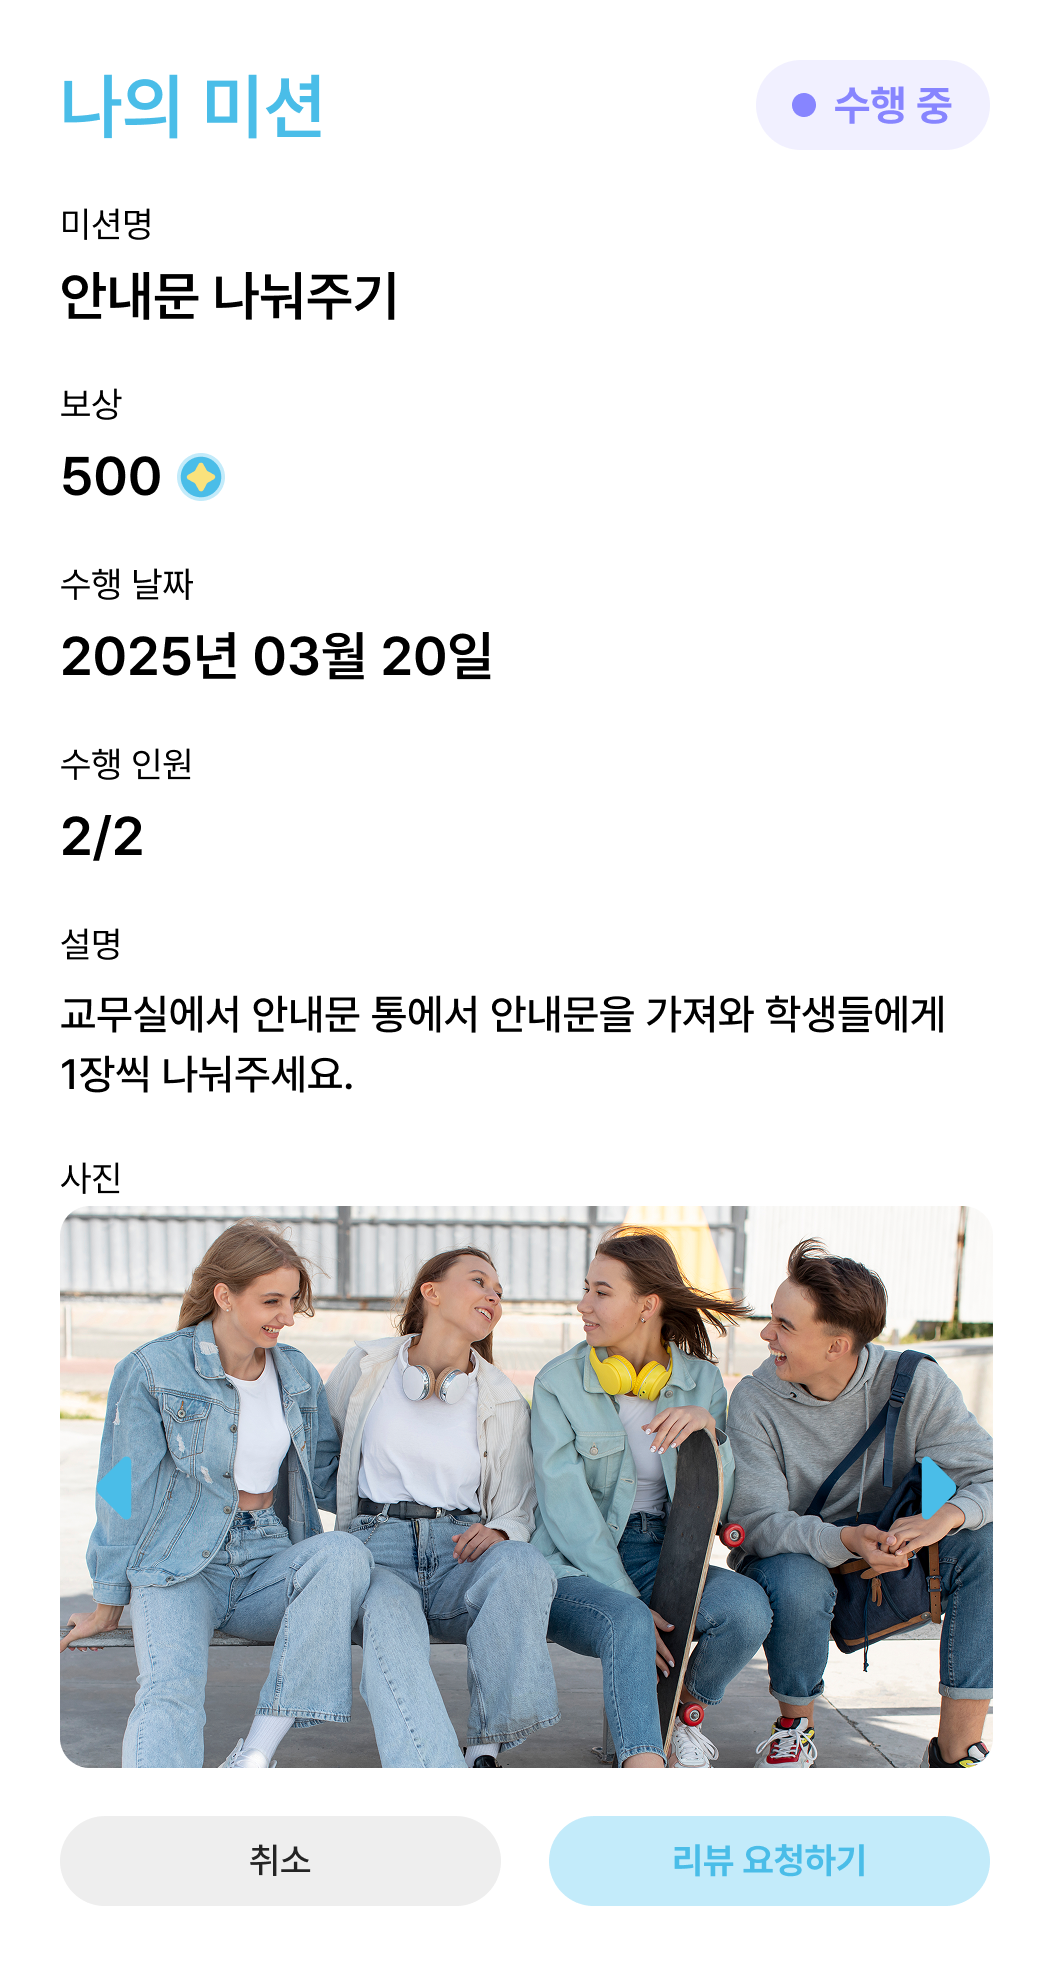 나의 미션
수행 중
미션명
안내문 나눠주기
보상
500
수행 날짜
2025년 03월 20일
수행 인원
2/2
설명
교무실에서 안내문 통에서 안내문을 가져와 학생들에게
1장씩 나눠주세요.
사진
취소
리뷰 요청하기